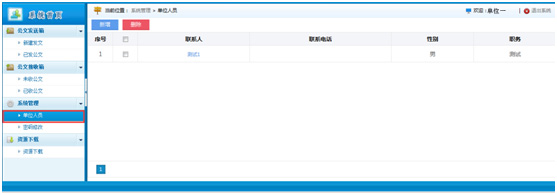 系统首页
当前位置：系统管理 > 单位人员
欢迎：单位一 | 退出系统
公文发送箱
新建发文
已发公文
公文接收箱
未收公文
已收公文
系统管理
单位人员
密码修改
资源下载
资源下载
新增 删除
序号 联系人 联系电话 性别 职务
1 测试1 男 测试
1